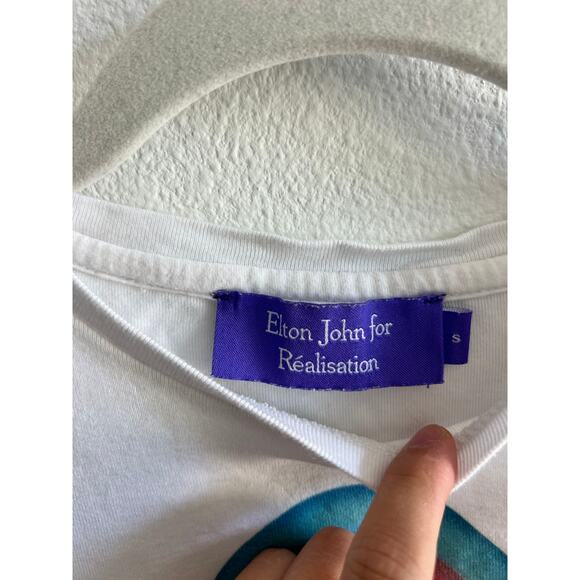 Elton John for
Réalisation
S